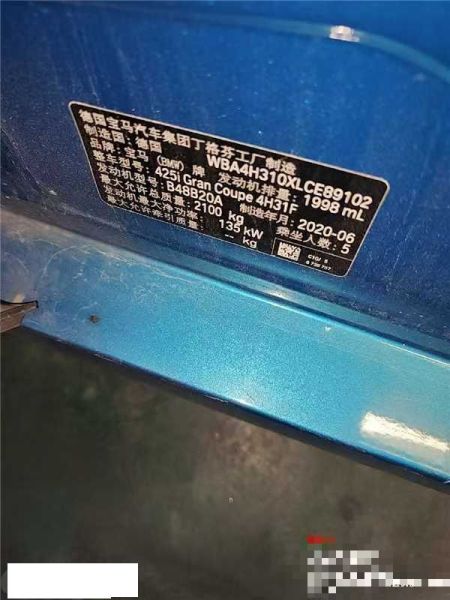 德国宝马汽车集团丁格芬工厂制造
制造国：德国 WBA4H310XLCE89102
品牌：宝马 (BMW) 牌 发动机排量：1998 mL
整车型号：425i Gran Coupe 4H31F
发动机型号：B48B20A 制造年月：2020-06
最大允许总质量：2100 kg 乘坐人数：5
发动机最大净功率：135 kW
最大允许牵引质量：-- kg